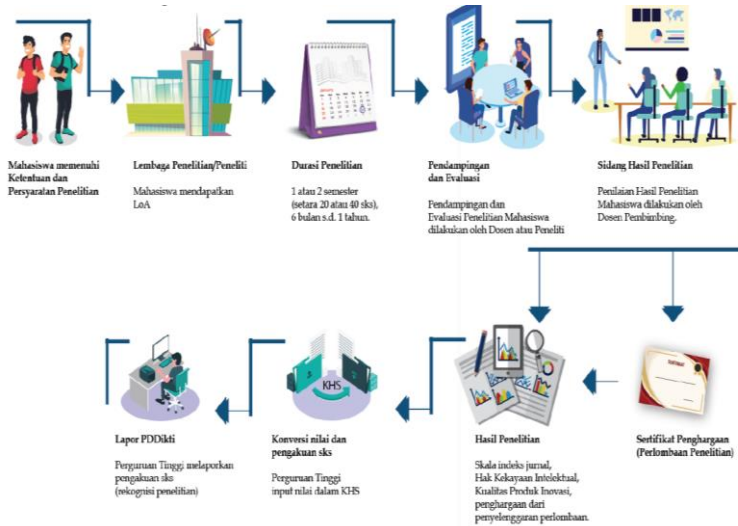 Mahasiswa memenuhi
Ketentuan dan
Persyaratan Penelitian
Lembaga Penelitian/Peneliti
Mahasiswa mendapatkan
LoA
Durasi Penelitian
1 atau 2 semester
(setara 20 atau 40 sks),
6 bulan s.d. 1 tahun.
Pendampingan
dan Evaluasi
Pendampingan dan
Evaluasi Penelitian Mahasiswa
dilakukan oleh Dosen atau Peneliti
Sidang Hasil Penelitian
Penilaian Hasil Penelitian
Mahasiswa dilakukan oleh
Dosen Pembimbing.
KHS
Lapor PDDikti
Perguruan Tinggi melaporkan
pengakuan sks
(rekognisi penelitian)
Konversi nilai dan
pengakuan sks
Perguruan Tinggi
input nilai dalam KHS
Hasil Penelitian
Skala indeks jurnal,
Hak Kekayaan Intelektual,
Kualitas Produk Inovasi,
penghargaan dari
penyelenggaran perlombaan.
Sertifikat Penghargaan
(Perlombaan Penelitian)